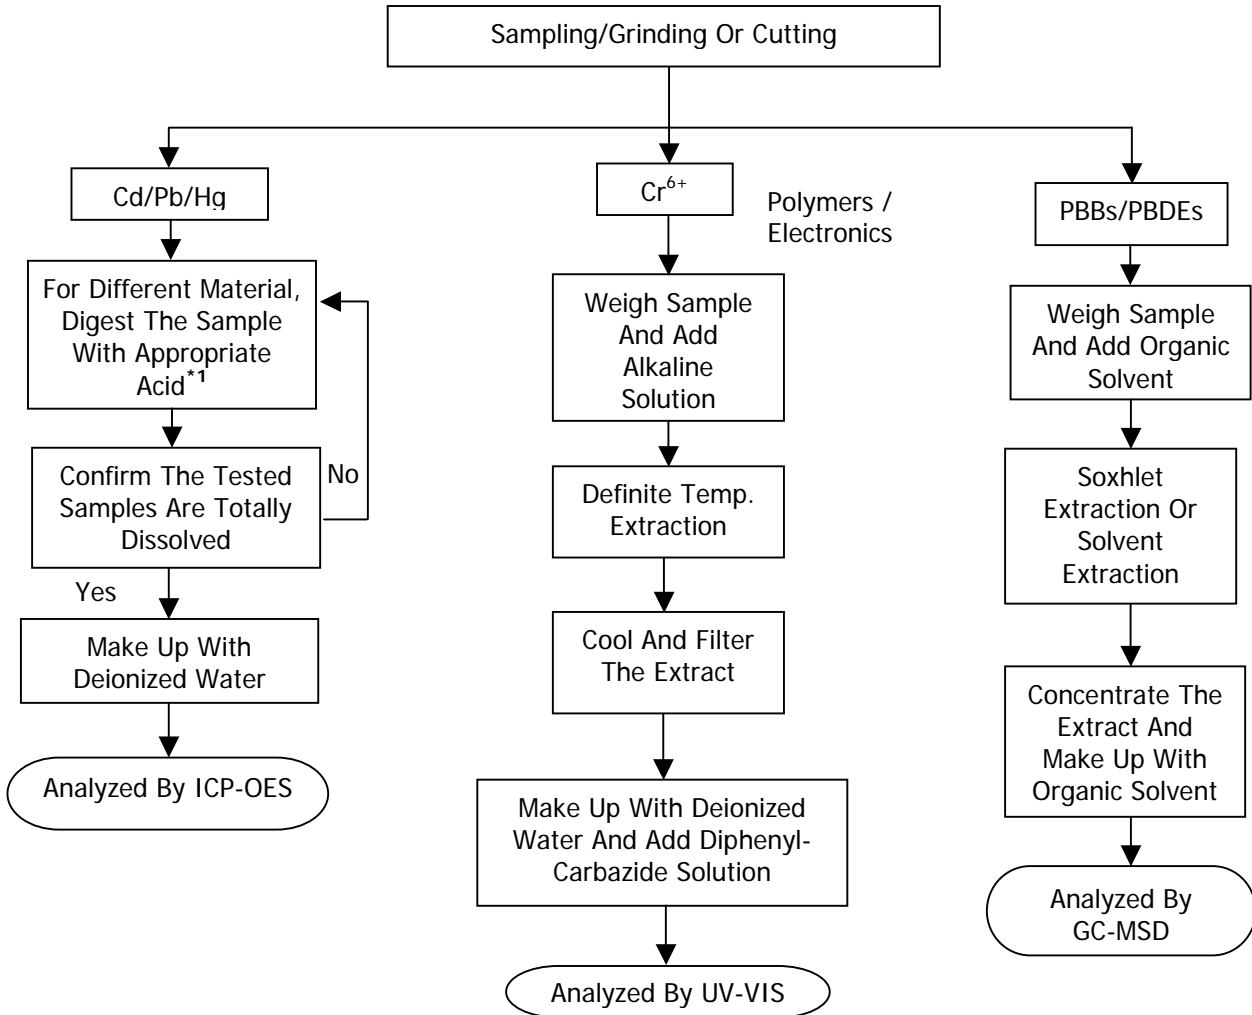 Sampling/Grinding Or Cutting
Cd/Pb/Hg
For Different Material,
Digest The Sample
With Appropriate
Acid*1
Confirm The Tested
Samples Are Totally
Dissolved
No
Yes
Make Up With
Deionized Water
Analyzed By ICP-OES
Cr6+
Polymers /
Electronics
Weigh Sample
And Add
Alkaline
Solution
Definite Temp.
Extraction
Cool And Filter
The Extract
Make Up With Deionized
Water And Add Diphenyl-
Carbazide Solution
Analyzed By UV-VIS
PBBs/PBDEs
Weigh Sample
And Add Organic
Solvent
Soxhlet
Extraction Or
Solvent
Extraction
Concentrate The
Extract And
Make Up With
Organic Solvent
Analyzed By
GC-MSD